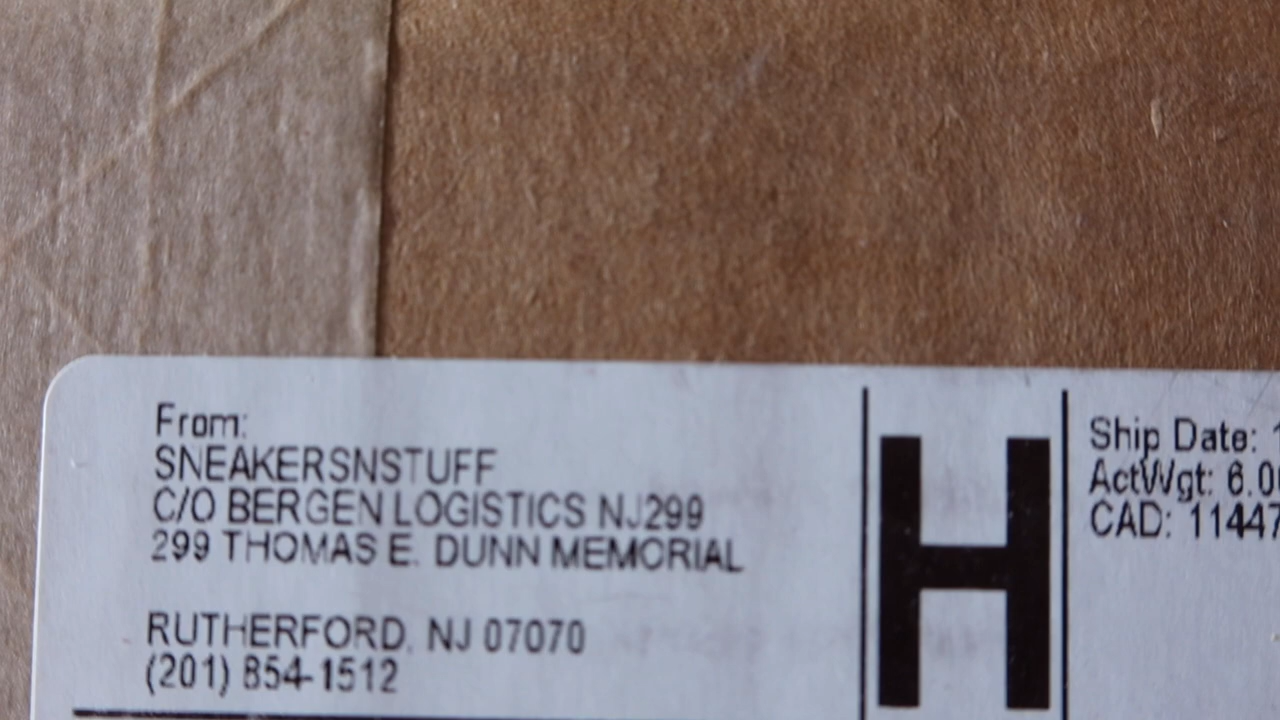 From:
SNEAKERSNSTUFF
C/O BERGEN LOGISTICS NJ299
299 THOMAS E. DUNN MEMORIAL
RUTHERFORD, NJ 07070
(201) 854-1512
H
Ship Date:
ActWgt:
CAD: